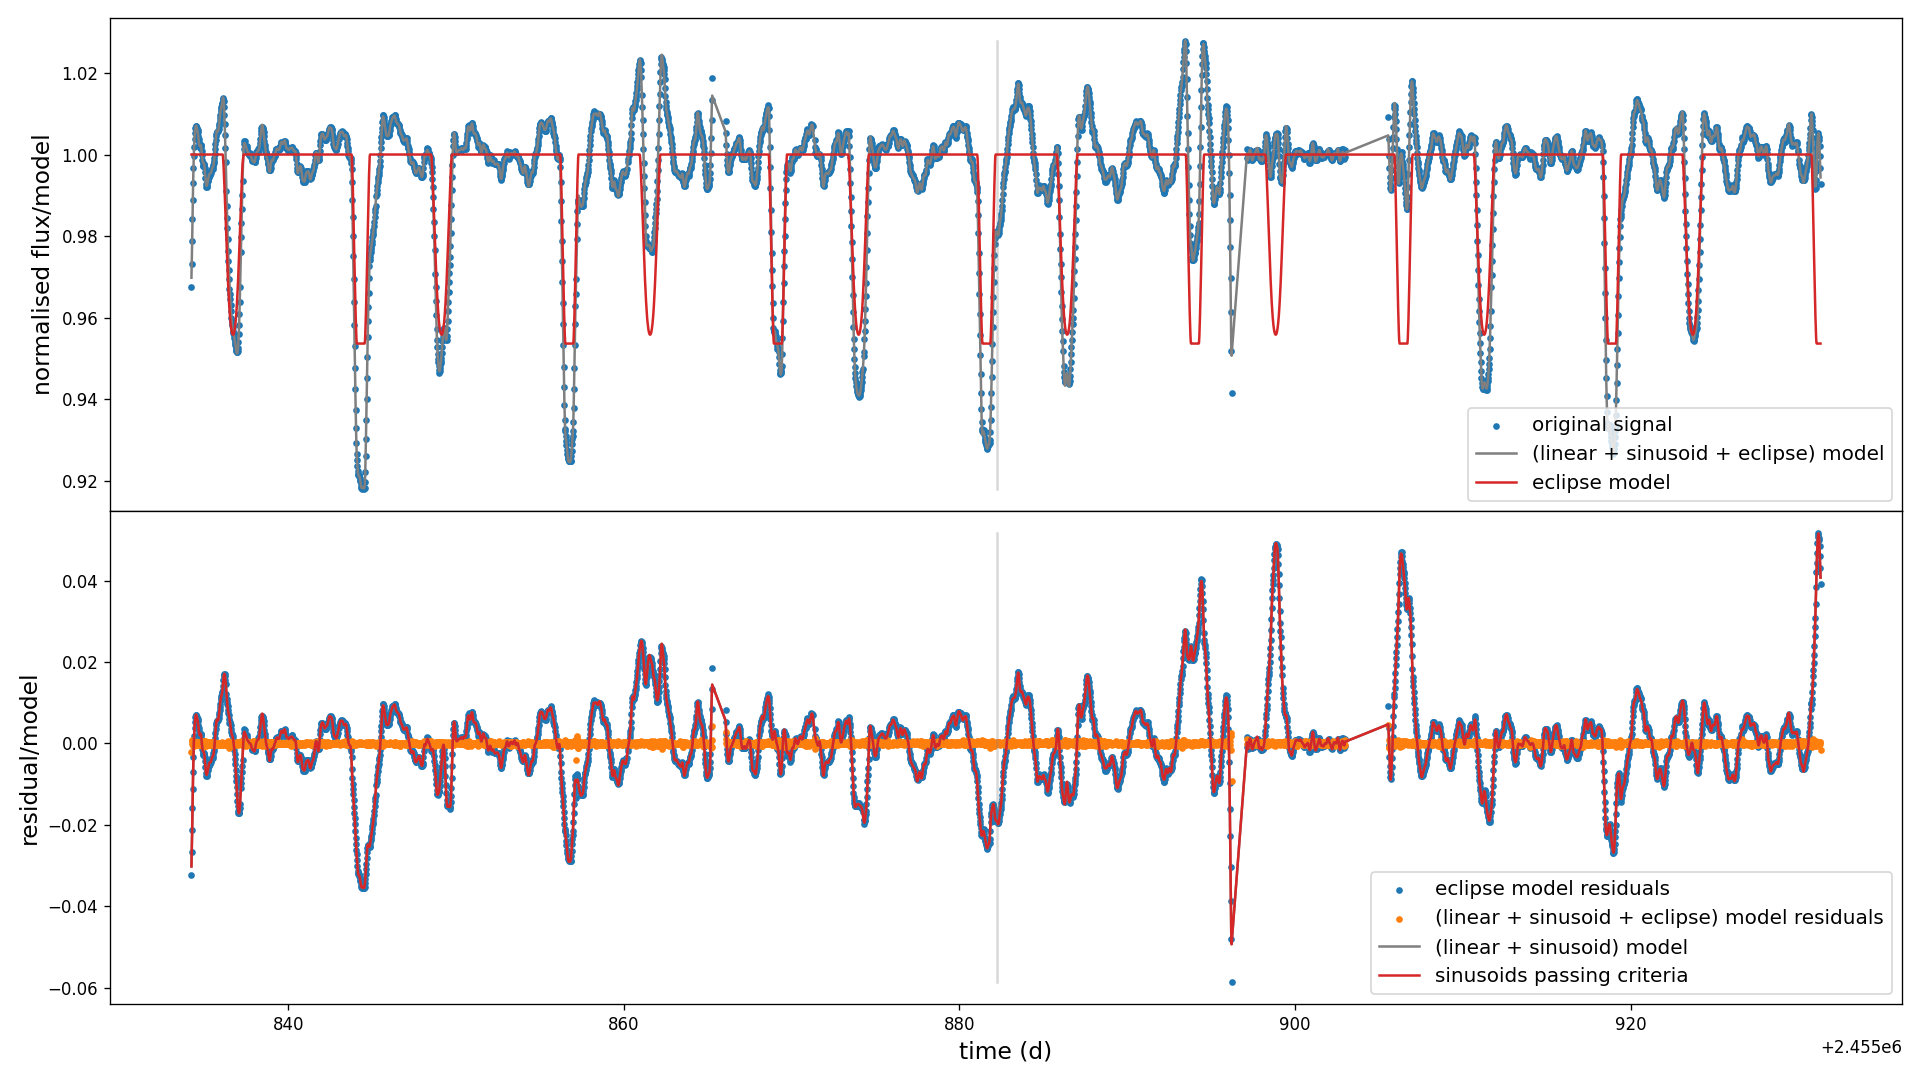 normalised flux/model
1.02
1.00
0.98
0.96
0.94
0.92
original signal
(linear + sinusoid + eclipse) model
eclipse model
residual/model
0.04
0.02
0.00
−0.02
−0.04
−0.06
eclipse model residuals
(linear + sinusoid + eclipse) model residuals
(linear + sinusoid) model
sinusoids passing criteria
840 860 880 900 920
time (d)
+2.455e6